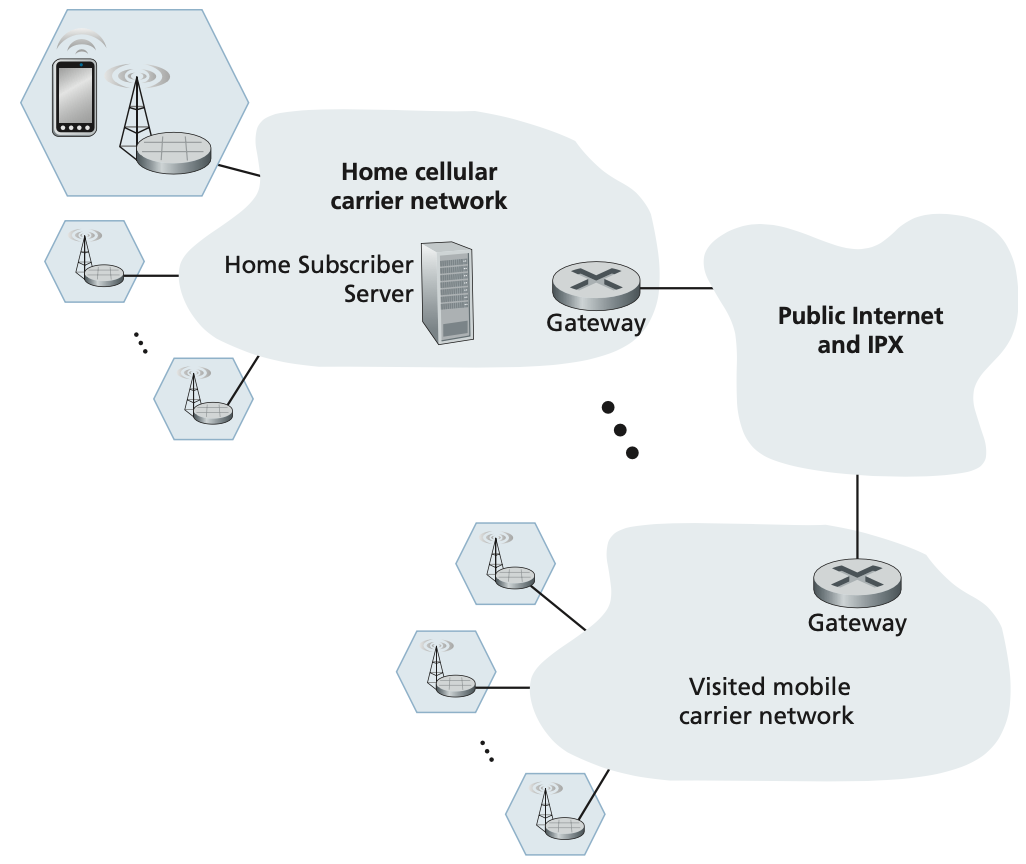 Home cellular
carrier network
Home Subscriber
Server
Gateway
Public Internet
and IPX
Gateway
Visited mobile
carrier network